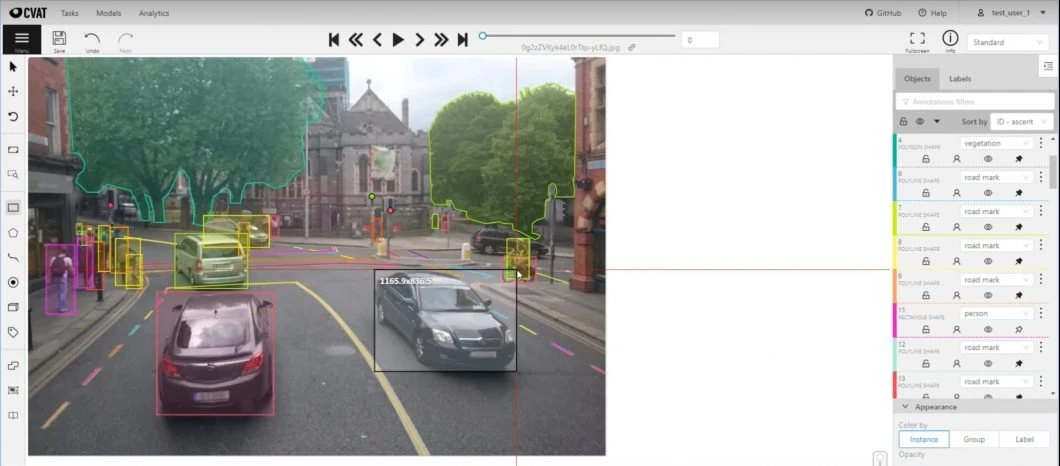 CVAT Tasks Models Analytics GitHub Help test_user_1
Menu Save Undo Redo 0 Fullscreen Info Standard
Objects Labels
Annotations filters
Sort by ID - ascent
4 vegetation
POLYGON SHAPE
6 road mark
POLYLINE SHAPE
7 road mark
POLYLINE SHAPE
8 road mark
POLYLINE SHAPE
9 road mark
POLYLINE SHAPE
11 person
RECTANGLE SHAPE
12 road mark
POLYLINE SHAPE
13 road mark
POLYLINE SHAPE
1165.9x836.5
Appearance
Color by
Instance Group Label
Opacity